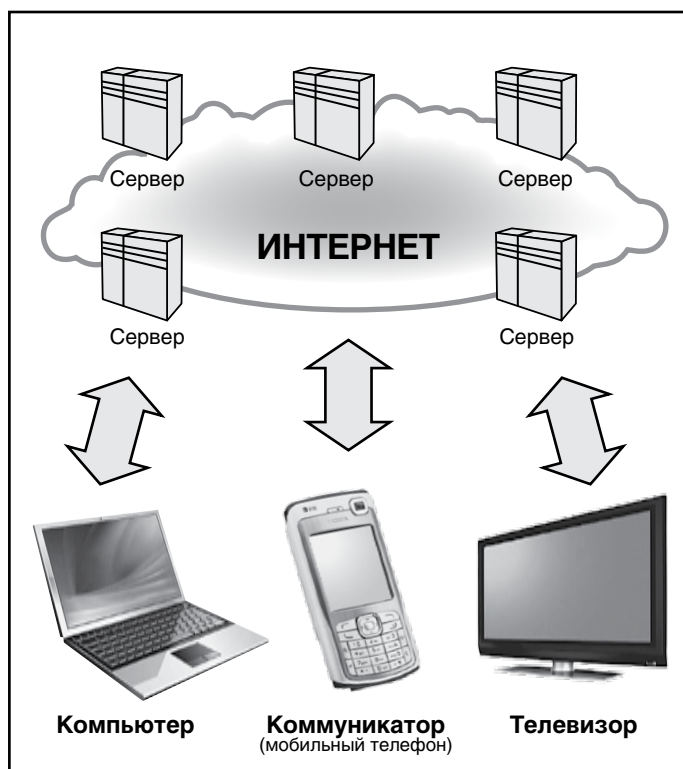 Сервер
Сервер
Сервер
ИНТЕРНЕТ
Сервер
Сервер
Компьютер
Коммуникатор
(мобильный телефон)
Телевизор